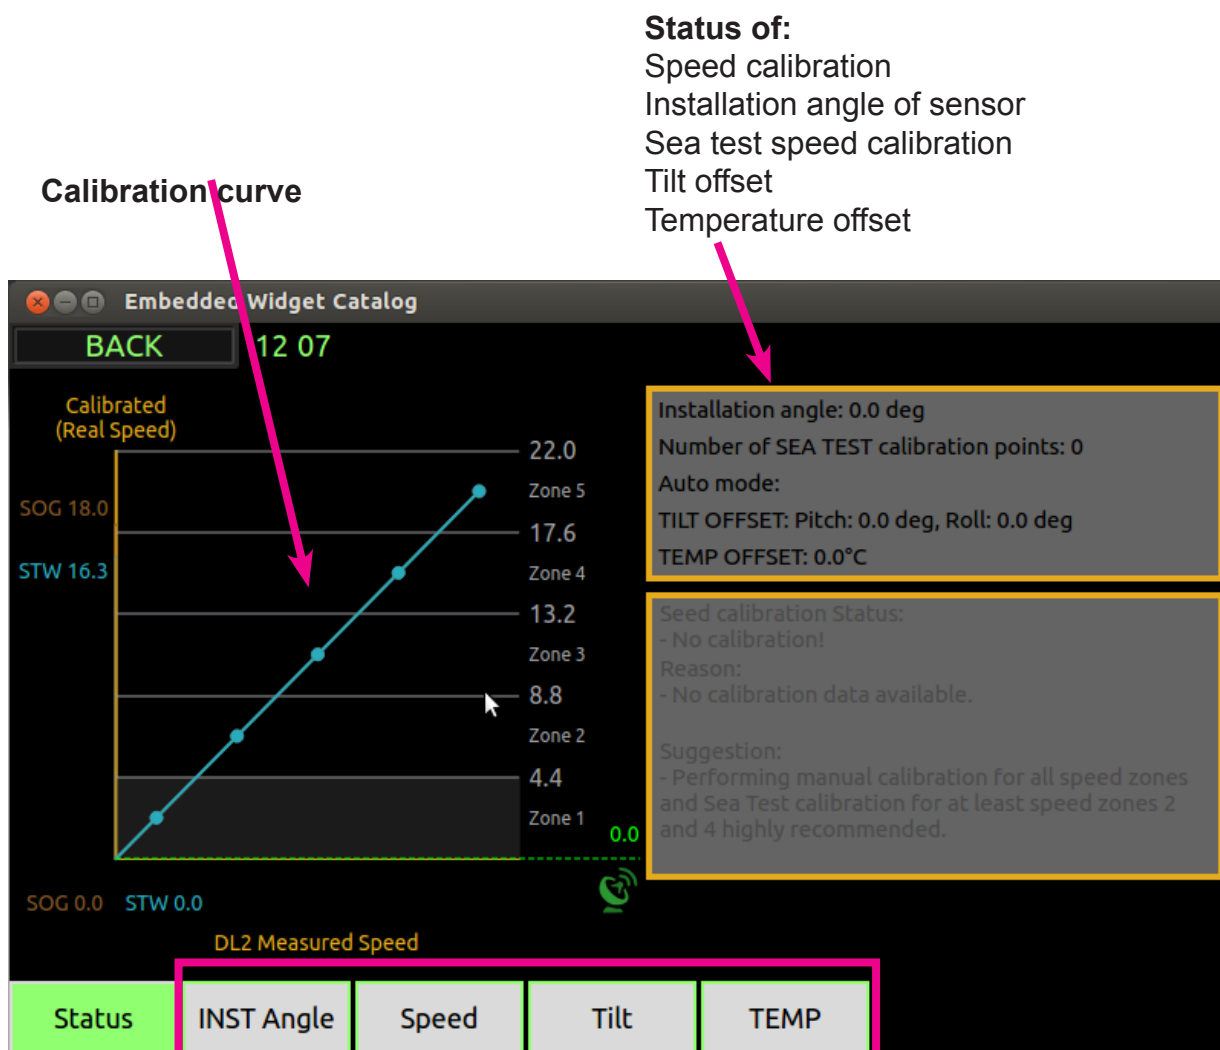 Status of:
Speed calibration
Installation angle of sensor
Sea test speed calibration
Tilt offset
Temperature offset
Calibration curve
Embedded Widget Catalog
BACK
12 07
Calibrated
(Real Speed)
22.0
Zone 5
SOG 18.0
17.6
STW 16.3
Zone 4
13.2
Zone 3
8.8
Zone 2
4.4
Zone 1
0.0
SOG 0.0 STW 0.0
DL2 Measured Speed
Installation angle: 0.0 deg
Number of SEA TEST calibration points: 0
Auto mode:
TILT OFFSET: Pitch: 0.0 deg, Roll: 0.0 deg
TEMP OFFSET: 0.0°C
Seed calibration Status:
- No calibration!
Reason:
- No calibration data available.
Suggestion:
- Performing manual calibration for all speed zones
and Sea Test calibration for at least speed zones 2
and 4 highly recommended.
Status
INST Angle
Speed
Tilt
TEMP